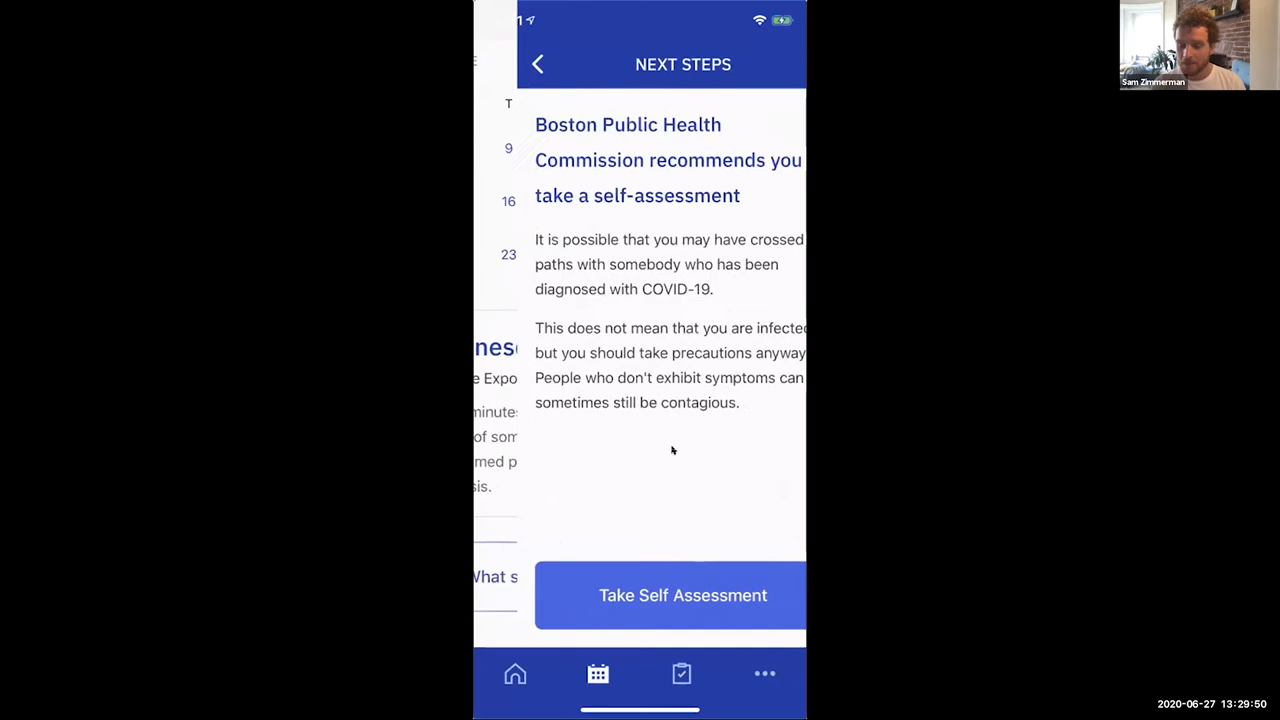 1
NEXT STEPS
E
T
9
16
23
nes
e Expo
minutes
of som
med p
sis.
What s
Boston Public Health
Commission recommends you
take a self-assessment
It is possible that you may have crossed
paths with somebody who has been
diagnosed with COVID-19.
This does not mean that you are infected
but you should take precautions anyway
People who don't exhibit symptoms can
sometimes still be contagious.
Take Self Assessment
Sam Zimmerman
2020-06-27 13:29:50